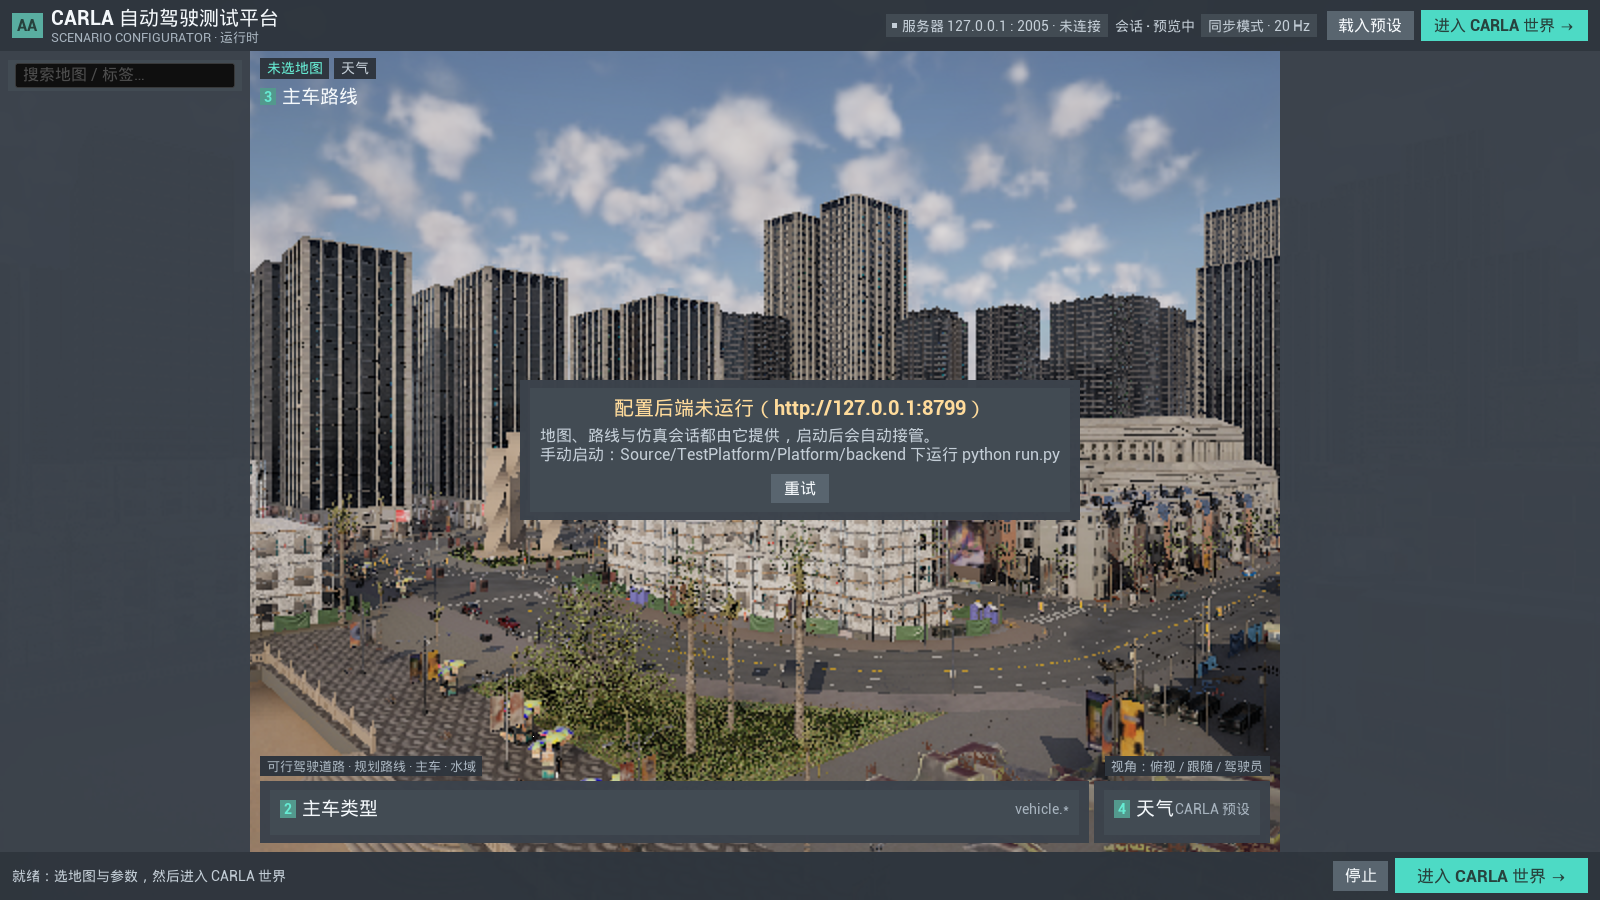 AA
CARLA 自动驾驶测试平台
SCENARIO CONFIGURATOR · 运行时
服务器 127.0.0.1 : 2005 · 未连接
会话 · 预览中
同步模式 · 20 Hz
载入预设
进入 CARLA 世界 →
搜索地图 / 标签...
未选地图
天气
3 主车路线
配置后端未运行（http://127.0.0.1:8799）
地图、路线与仿真会话都由它提供，启动后会自动接管。
手动启动：Source/TestPlatform/Platform/backend 下运行 python run.py
重试
可行驾驶道路 · 规划路线 · 主车 · 水域
视角：俯视 / 跟随 / 驾驶员
2 主车类型
vehicle.*
4 天气CARLA 预设
就绪：选地图与参数，然后进入 CARLA 世界
停止
进入 CARLA 世界 →